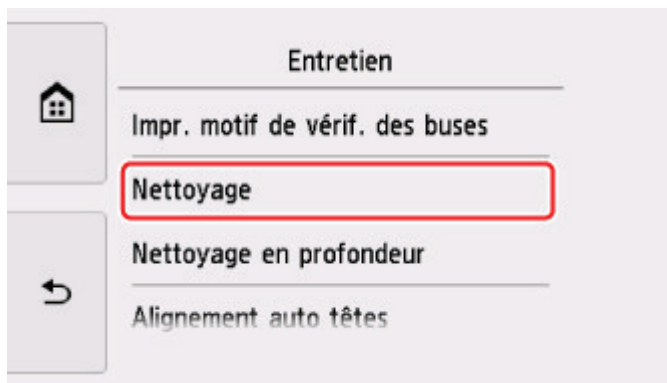 Entretien
Impr. motif de vérif. des buses
Nettoyage
Nettoyage en profondeur
Alignement auto têtes